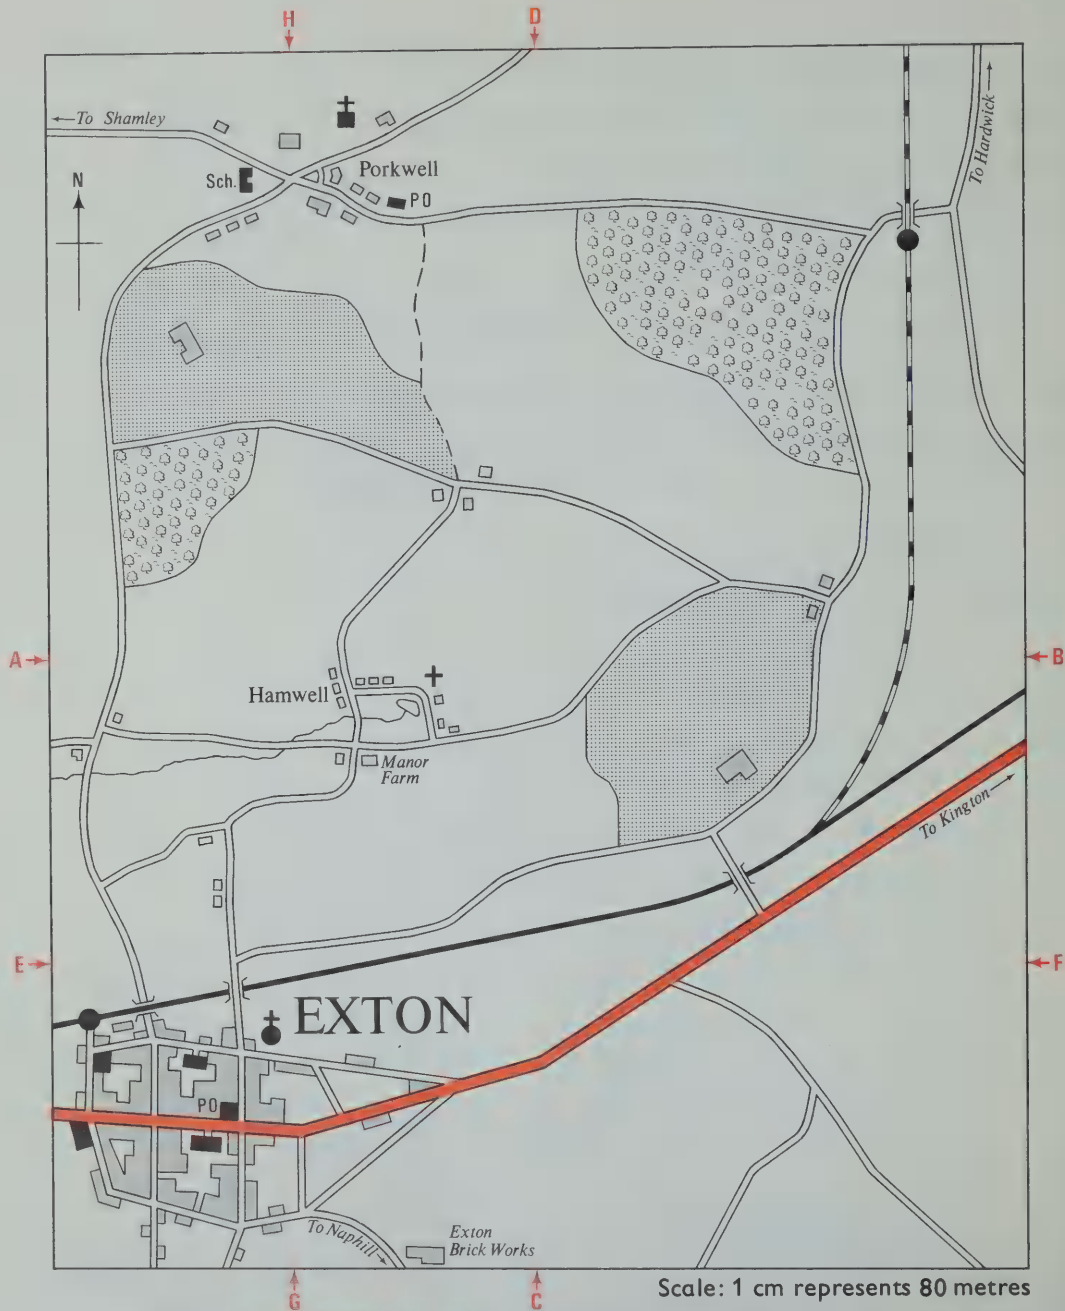 H
D
To Shamley
To Hardwick
N
Sch.
Porkwell
PO
A
B
Hamwell
Manor
Farm
To Kington
E
F
EXTON
PO
To Naphill
Exton
Brick Works
G
C
Scale: 1 cm represents 80 metres